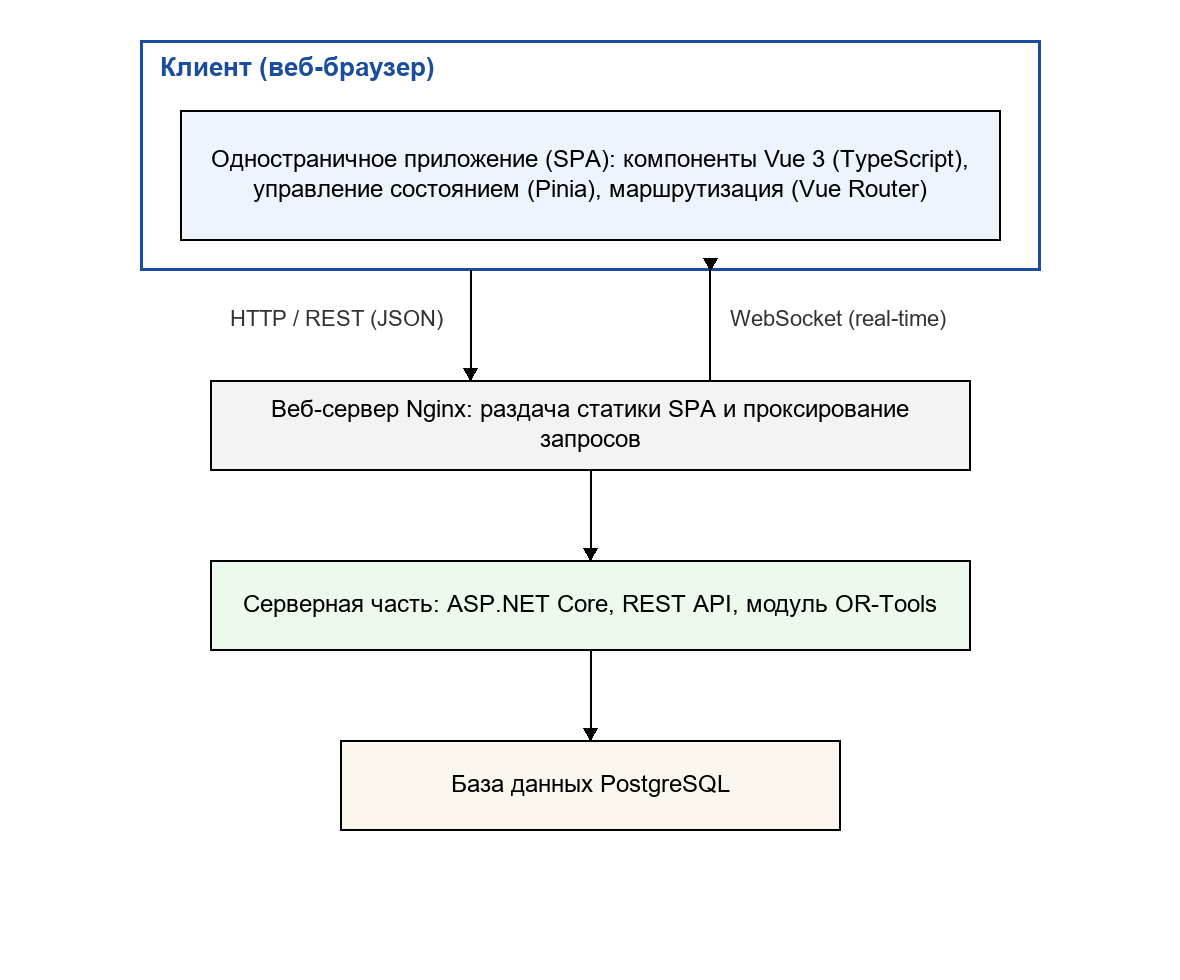 Клиент (веб-браузер)
Одностраничное приложение (SPA): компоненты Vue 3 (TypeScript),
управление состоянием (Pinia), маршрутизация (Vue Router)
HTTP / REST (JSON)
WebSocket (real-time)
Веб-сервер Nginx: раздача статики SPA и проксирование
запросов
Серверная часть: ASP.NET Core, REST API, модуль OR-Tools
База данных PostgreSQL